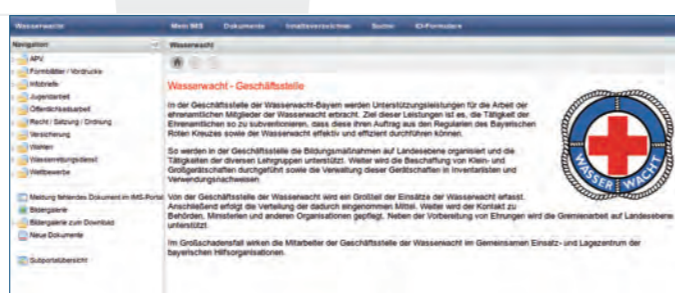 Wasserwacht
Mein IMS Dokumente Inhaltsverzeichnis Suche ID-Formulare
Navigation
Wasserwacht
APV
Formblätter / Vordrucke
Infobriefe
Jugendarbeit
Öffentlichkeitsarbeit
Recht / Satzung / Ordnung
Versicherung
Wahlen
Wasserrettungsdienst
Wettbewerbe
Meldung fehlendes Dokument im IMS-Portal
Bildergalerie
Bildergalerie zum Download
Neue Dokumente
Subportalübersicht
Wasserwacht - Geschäftsstelle
In der Geschäftsstelle der Wasserwacht-Bayern werden Unterstützungsleistungen für die Arbeit der
ehrenamtlichen Mitglieder der Wasserwacht erbracht. Ziel dieser Leistungen ist es, die Tätigkeit der
Ehrenamtlichen so zu subventionieren, dass diese ihren Auftrag aus den Regularien des Bayerischen
Roten Kreuzes sowie der Wasserwacht effektiv und effizient durchführen können.
So werden in der Geschäftsstelle die Bildungsmaßnahmen auf Landesebene organisiert und die
Tätigkeiten der diversen Lehrgruppen unterstützt. Weiter wird die Beschaffung von Klein- und
Großgerätschaften durchgeführt sowie die Verwaltung dieser Gerätschaften in Inventarlisten und
Verwendungsnachweisen.
Von der Geschäftsstelle der Wasserwacht wird ein Großteil der Einsätze der Wasserwacht erfasst.
Anschließend erfolgt die Verteilung der dadurch eingenommen Mittel. Weiter wird der Kontakt zu
Behörden, Ministerien und anderen Organisationen gepflegt. Neben der Vorbereitung von Ehrungen wird die Gremienarbeit auf Landesebene
unterstützt.
Im Großschadensfall wirken die Mitarbeiter der Geschäftsstelle der Wasserwacht im Gemeinsamen Einsatz- und Lagezentrum der
bayerischen Hilfsorganisationen.
WASSER WACHT